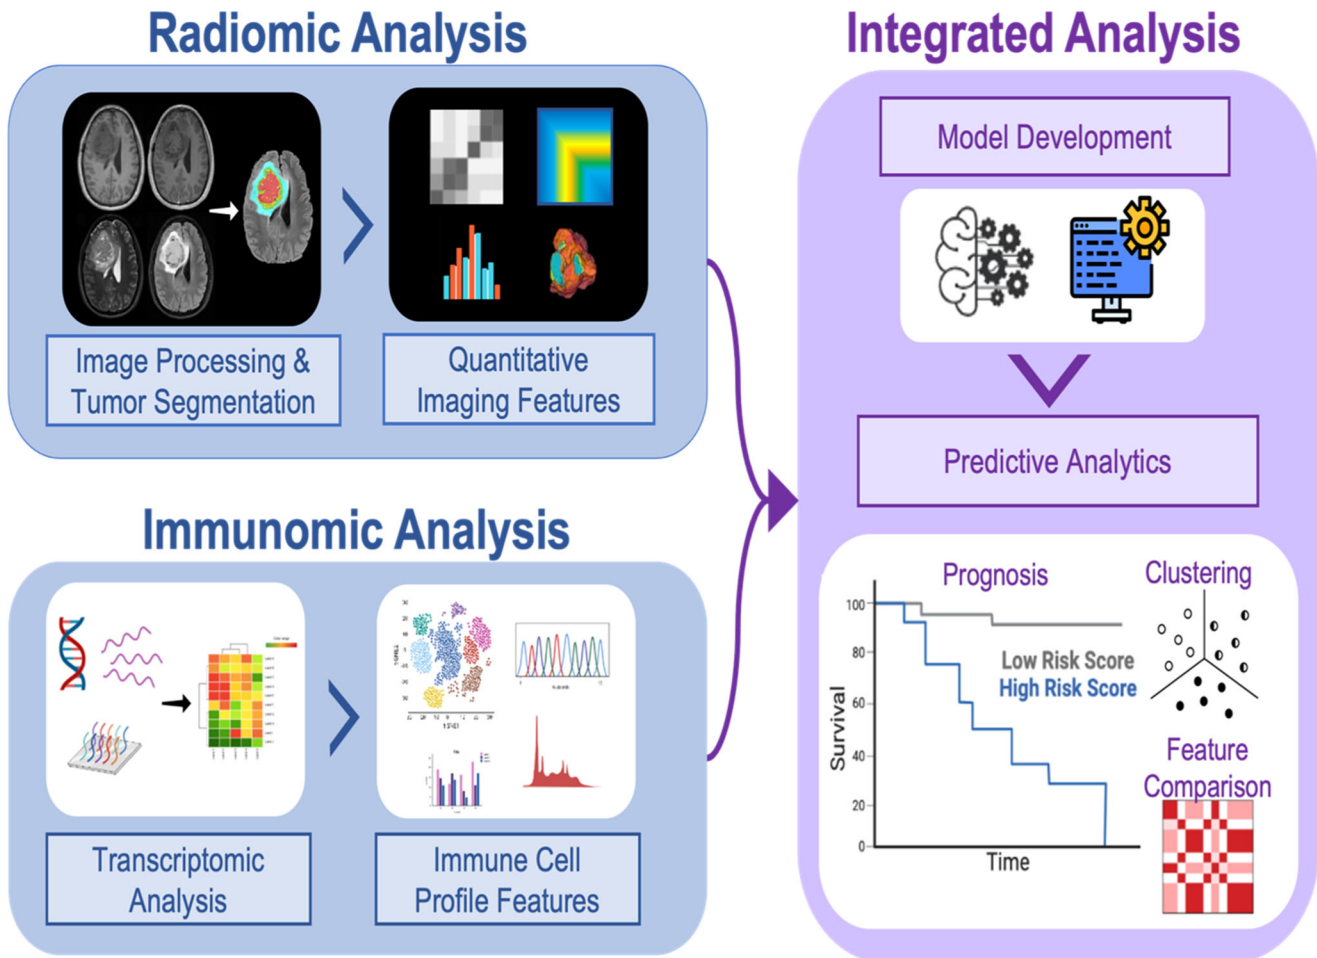 Radiomic Analysis
Image Processing &
Tumor Segmentation
Quantitative
Imaging Features
Immunomic Analysis
Transcriptomic
Analysis
Immune Cell
Profile Features
Integrated Analysis
Model Development
Predictive Analytics
Prognosis
Clustering
100
80
60
40
20
0
Survival
Low Risk Score
High Risk Score
Time
Feature
Comparison